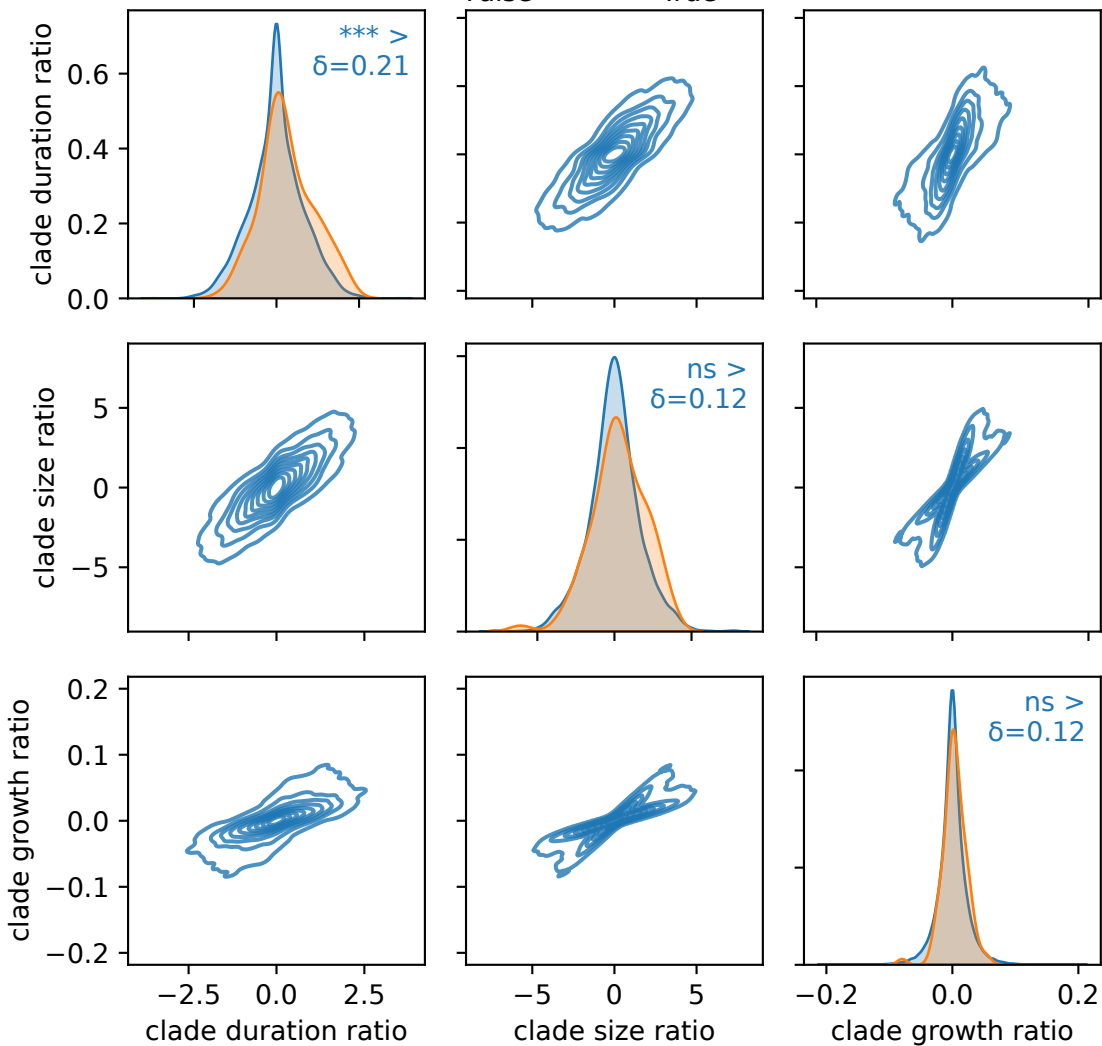 *** >
δ=0.21
clade duration ratio
0.6
0.4
0.2
0.0
ns >
δ=0.12
clade size ratio
5
0
−5
ns >
δ=0.12
clade growth ratio
0.2
0.1
0.0
−0.1
−0.2
−2.5 0.0 2.5
−5 0 5
−0.2 0.0 0.2
clade duration ratio
clade size ratio
clade growth ratio